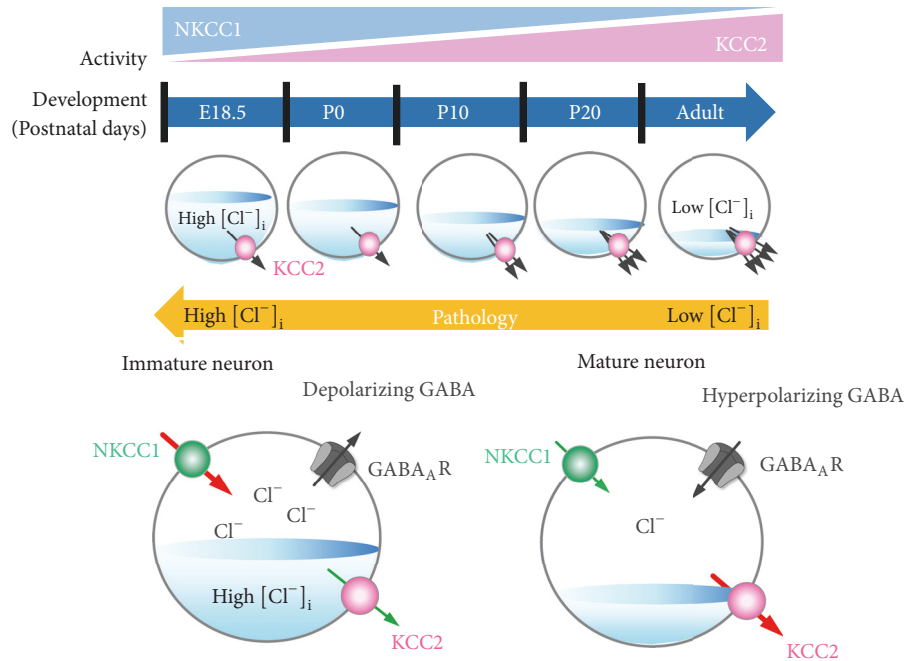 NKCC1
KCC2
Activity
Development
(Postnatal days)
E18.5
P0
P10
P20
Adult
High [Cl⁻]ᵢ
Low [Cl⁻]ᵢ
KCC2
High [Cl⁻]ᵢ
Pathology
Low [Cl⁻]ᵢ
Immature neuron
Mature neuron
Depolarizing GABA
Hyperpolarizing GABA
NKCC1
GABA_AR
Cl⁻
Cl⁻
Cl⁻
High [Cl⁻]ᵢ
KCC2
NKCC1
GABA_AR
Cl⁻
KCC2